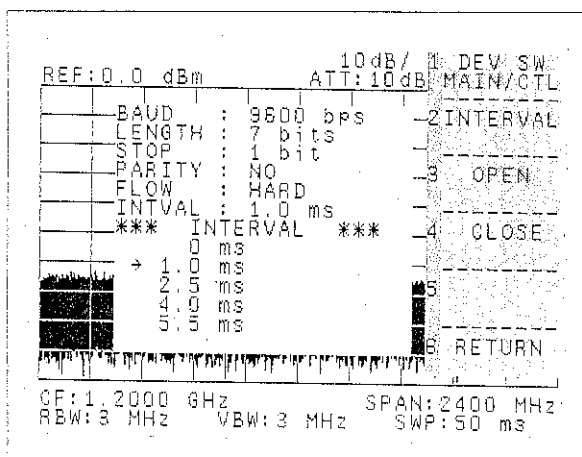 REF:0.0 dBm
10dB/
ATT:10dB
BAUD : 9600 bps
LENGTH : 7 bits
STOP : 1 bit
PARITY : NO
FLOW : HARD
INTVAL : 1.0 ms
*** INTERVAL ***
0 ms
→ 1.0 ms
2.5 ms
4.0 ms
5.5 ms
1 DEV SW
MAIN/CTL
2 INTERVAL
3 OPEN
4 CLOSE
5
6 RETURN
CF:1.2000 GHz
SPAN:2400 MHz
RBW:3 MHz
VBW:3 MHz
SWP:50 ms